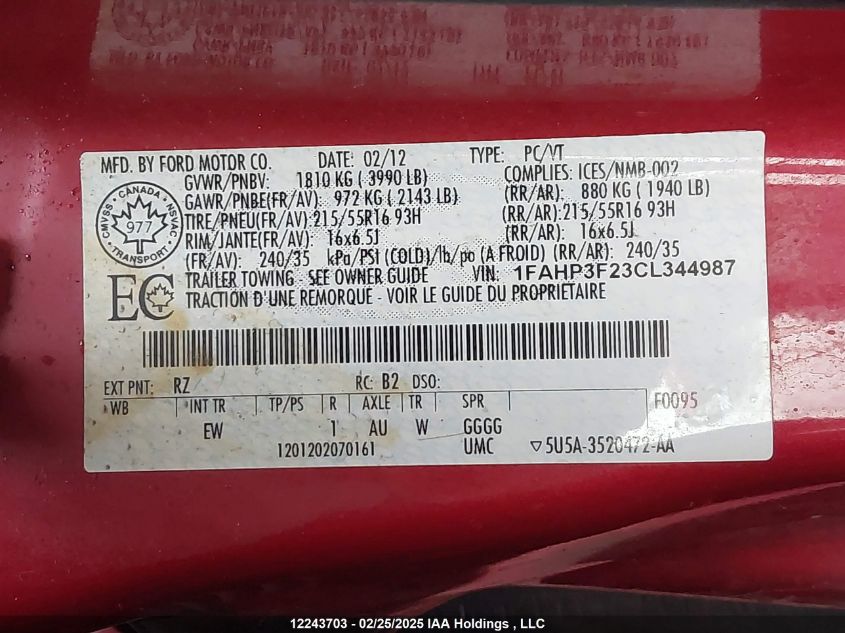 MFD. BY FORD MOTOR CO. DATE: 02/12 TYPE: PC/VT
GVWR/PNBV: 1810 KG ( 3990 LB) COMPLIES: ICES/NMB-002
GAWR/PNBE(FR/AV): 972 KG ( 2143 LB) (RR/AR): 880 KG ( 1940 LB)
TIRE/PNEU(FR/AV):215/55R16 93H (RR/AR):215/55R16 93H
RIM/JANTE(FR/AV): 16x6.5J (RR/AR): 16x6.5J
(FR/AV): 240/35 kPa/PSI (COLD)/lb/po (A FROID) (RR/AR): 240/35
TRAILER TOWING - SEE OWNER GUIDE VIN: 1FAHP3F23CL344987
TRACTION D'UNE REMORQUE - VOIR LE GUIDE DU PROPRIETAIRE
CANADA
CMVSS NSVAC
977
TRANSPORT
EC
EXT PNT: RZ RC: B2 DSO:
WB INT TR TP/PS R AXLE TR SPR F0095
EW 1 AU W GGGG
1201202070161 UMC ▽5U5A-3520472-AA
12243703 - 02/25/2025 IAA Holdings , LLC